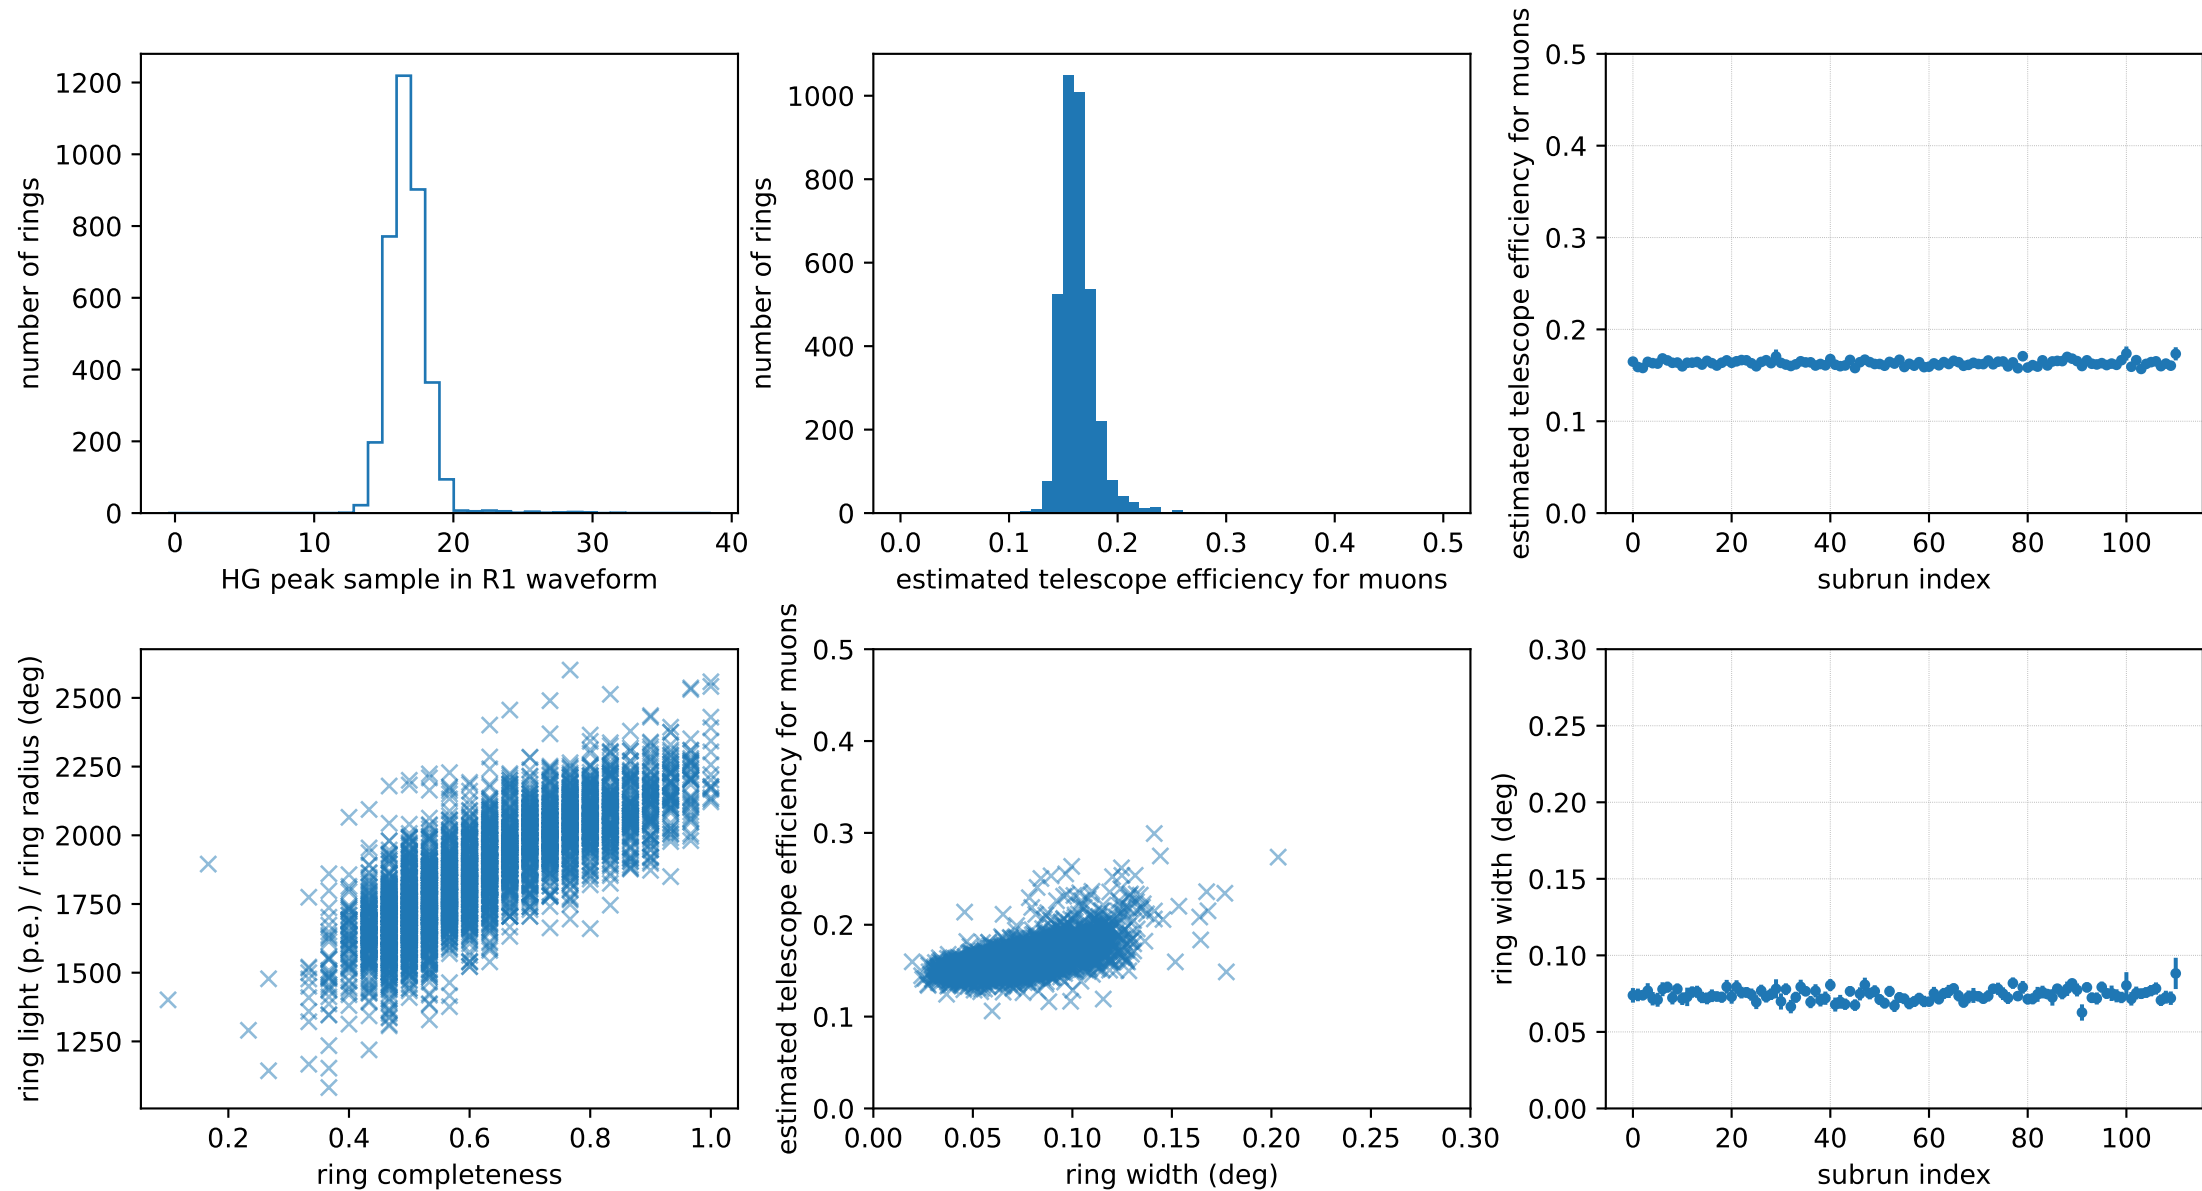 number of rings
1200
1000
800
600
400
200
0
0 10 20 30 40
HG peak sample in R1 waveform
number of rings
1000
800
600
400
200
0
0.0 0.1 0.2 0.3 0.4 0.5
estimated telescope efficiency for muons
estimated telescope efficiency for muons
0.5
0.4
0.3
0.2
0.1
0.0
0 20 40 60 80 100
subrun index
ring light (p.e.) / ring radius (deg)
2500
2250
2000
1750
1500
1250
0.2 0.4 0.6 0.8 1.0
ring completeness
estimated telescope efficiency for muons
0.5
0.4
0.3
0.2
0.1
0.0
0.00 0.05 0.10 0.15 0.20 0.25 0.30
ring width (deg)
ring width (deg)
0.30
0.25
0.20
0.15
0.10
0.05
0.00
0 20 40 60 80 100
subrun index